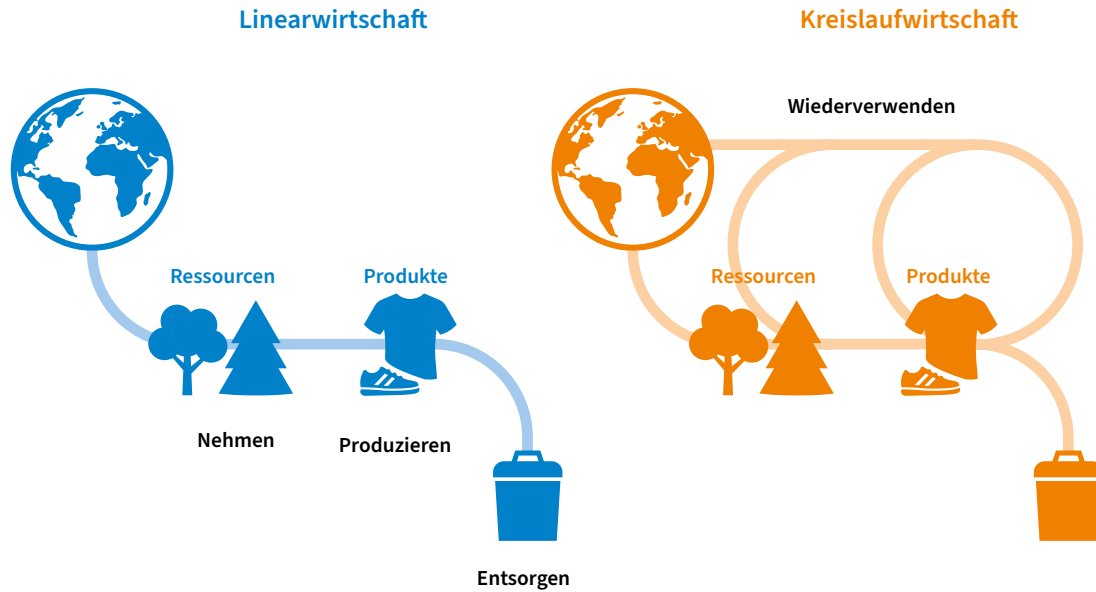 Linearwirtschaft
Ressourcen
Produkte
Nehmen
Produzieren
Entsorgen
Kreislaufwirtschaft
Wiederverwenden
Ressourcen
Produkte